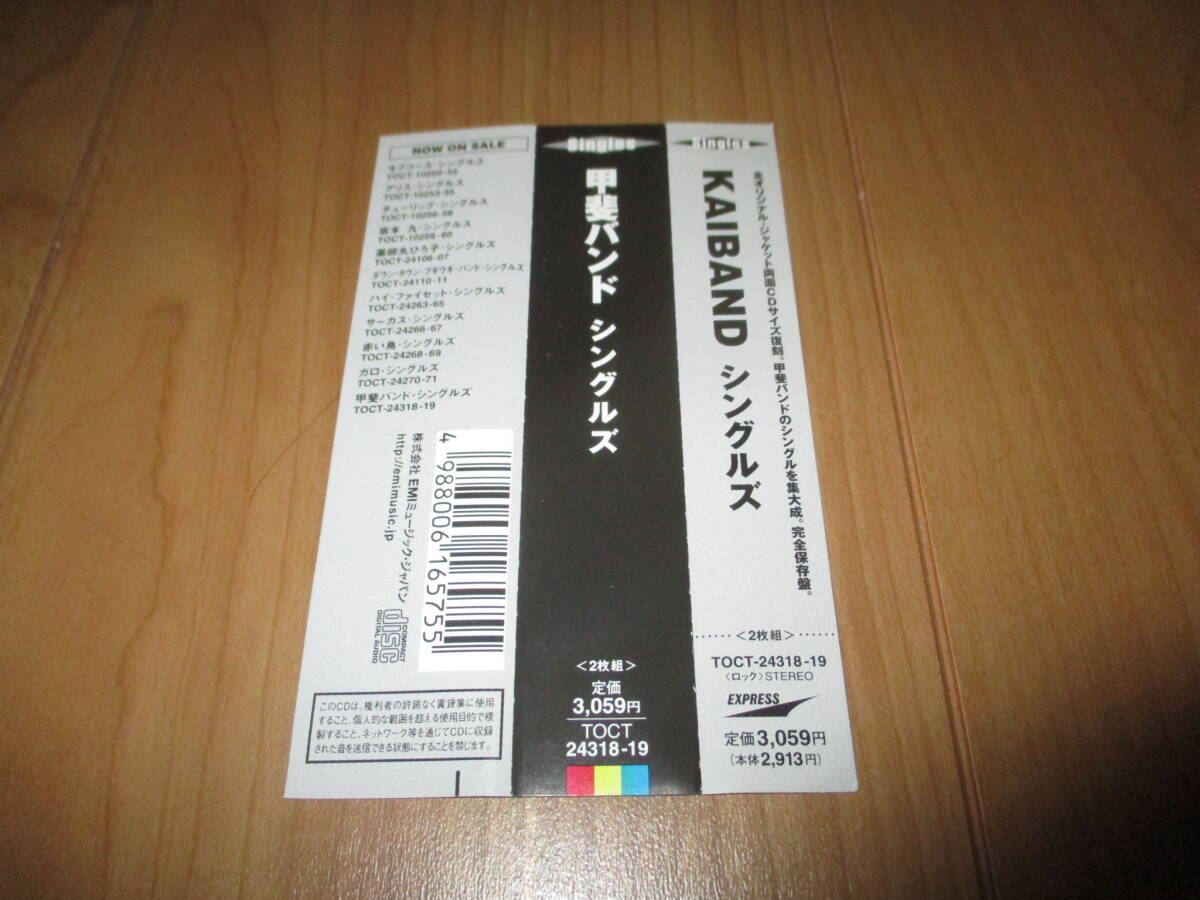 NOW ON SALE
オフコース・シングルス
TOCT-10250-52
アリス・シングルス
TOCT-10253-55
チューリップ・シングルス
TOCT-10256-58
坂本 九・シングルス
TOCT-10259-60
薬師丸ひろ子・シングルズ
TOCT-24106-07
ダウン・タウン・ブギウギ・バンド・シングルズ
TOCT-24110-11
ハイ・ファイ・セット・シングルズ
TOCT-24263-65
サーカス・シングルズ
TOCT-24266-67
赤い鳥・シングルズ
TOCT-24268-69
ガロ・シングルズ
TOCT-24270-71
甲斐バンド・シングルズ
TOCT-24318-19
株式会社 EMIミュージック・ジャパン
http://emimusic.jp
4 988006 165755
COMPACT
disc
DIGITAL AUDIO
このCDは、権利者の許諾なく賃貸業に使用
すること、個人的な範囲を超える使用目的で複
製すること、ネットワーク等を通じてCDに収録
された音を送信できる状態にすることを禁じます。
Singles
甲斐バンド シングルズ
＜2枚組＞
定価
3,059円
TOCT
24318-19
Singles
KAIBAND シングルズ
全オリジナル・ジャケット両面CDサイズ復刻。甲斐バンドのシングルを集大成。完全保存盤。
＜2枚組＞
TOCT-24318-19
〈ロック〉STEREO
EXPRESS
定価3,059円
(本体2,913円)